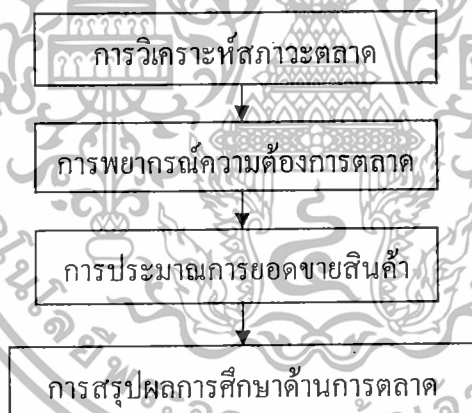 การวิเคราะห์สภาวะตลาด
การพยากรณ์ความต้องการตลาด
การประมาณการยอดขายสินค้า
การสรุปผลการศึกษาด้านการตลาด